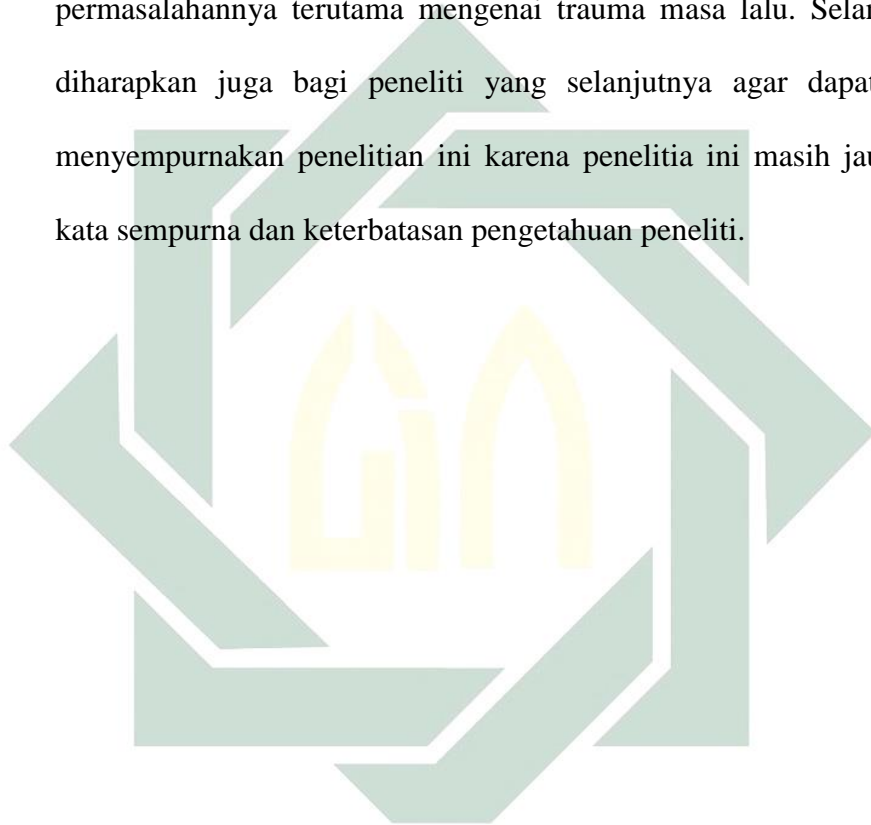 permasalahannya terutama mengenai trauma masa lalu. Selan
diharapkan juga bagi peneliti yang selanjutnya agar dapat
menyempurnakan penelitian ini karena penelitia ini masih jau
kata sempurna dan keterbatasan pengetahuan peneliti.